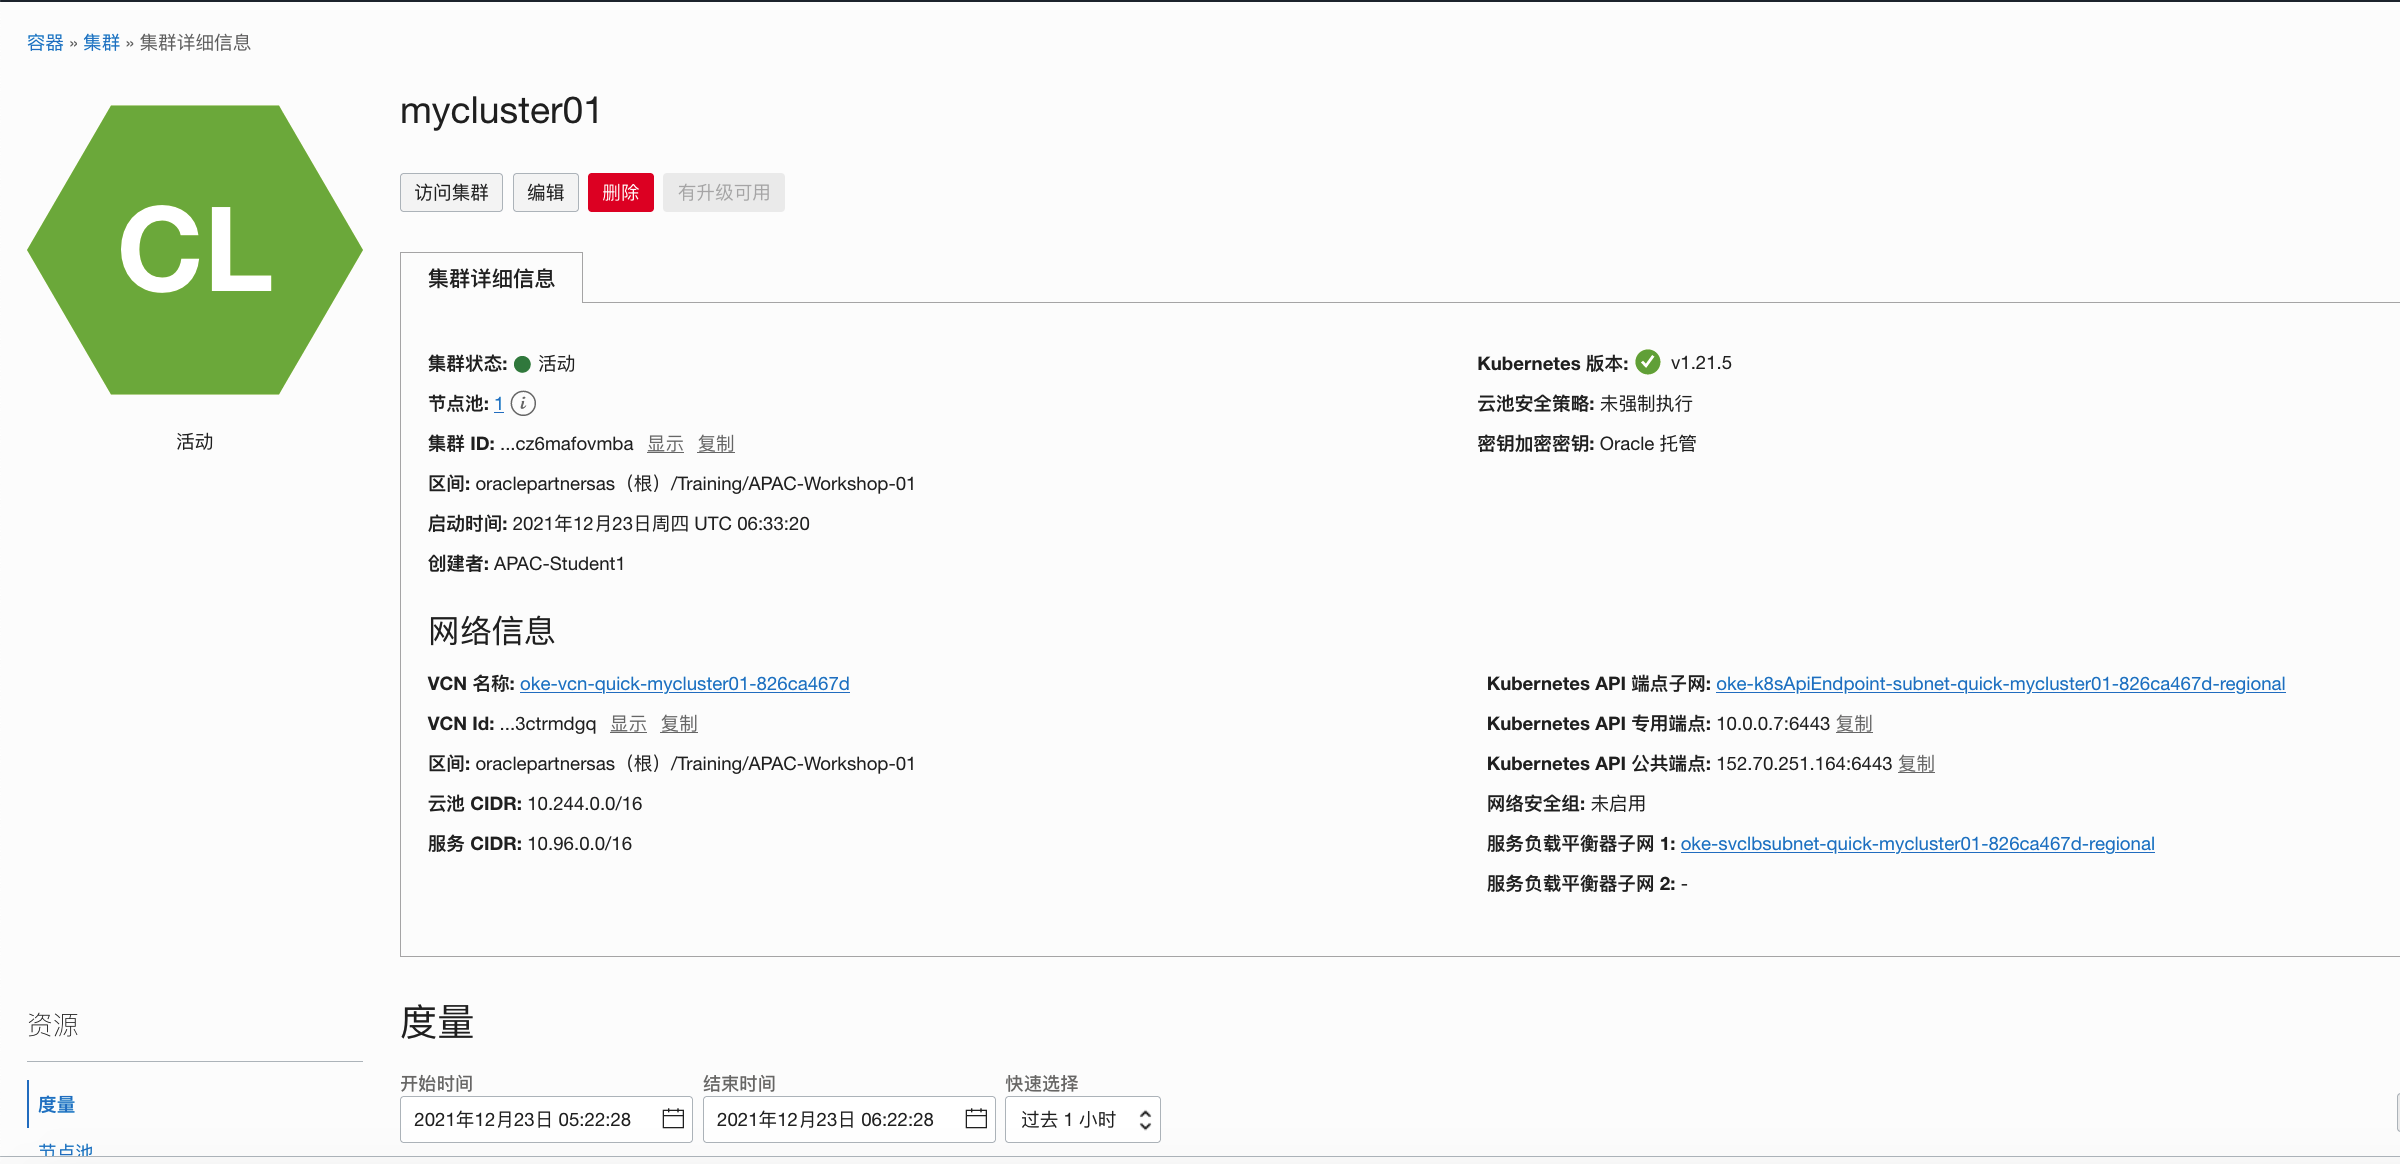 容器 » 集群 » 集群详细信息
CL
活动
mycluster01
访问集群 编辑 删除 有升级可用
集群详细信息
集群状态: 活动
节点池: 1 i
集群 ID: ...cz6mafovmba 显示 复制
区间: oraclepartnersas（根）/Training/APAC-Workshop-01
启动时间: 2021年12月23日周四 UTC 06:33:20
创建者: APAC-Student1
Kubernetes 版本: v1.21.5
云池安全策略: 未强制执行
密钥加密密钥: Oracle 托管
网络信息
VCN 名称: oke-vcn-quick-mycluster01-826ca467d
VCN Id: ...3ctrmdgq 显示 复制
区间: oraclepartnersas（根）/Training/APAC-Workshop-01
云池 CIDR: 10.244.0.0/16
服务 CIDR: 10.96.0.0/16
Kubernetes API 端点子网: oke-k8sApiEndpoint-subnet-quick-mycluster01-826ca467d-regional
Kubernetes API 专用端点: 10.0.0.7:6443 复制
Kubernetes API 公共端点: 152.70.251.164:6443 复制
网络安全组: 未启用
服务负载平衡器子网 1: oke-svclbsubnet-quick-mycluster01-826ca467d-regional
服务负载平衡器子网 2: -
资源
度量
节点池
度量
开始时间 结束时间 快速选择
2021年12月23日 05:22:28 2021年12月23日 06:22:28 过去 1 小时